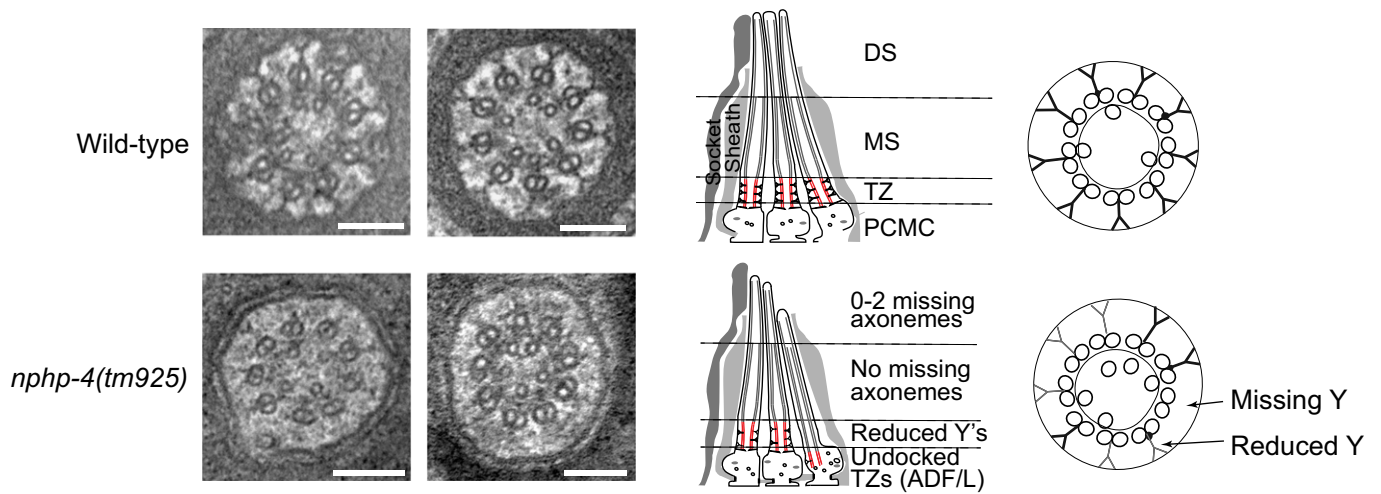 Wild-type
Socket
Sheath
DS
MS
TZ
PCMC
nphp-4(tm925)
0-2 missing
axonemes
No missing
axonemes
Reduced Y's
Undocked
TZs (ADF/L)
Missing Y
Reduced Y